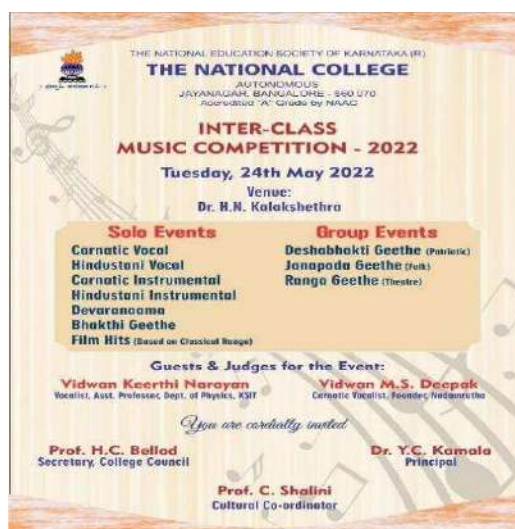 THE NATIONAL EDUCATION SOCIETY OF KARNATAKA (R)
THE NATIONAL COLLEGE
AUTONOMOUS
JAYANAGAR, BANGALORE - 560 070
Accredited "A" Grade by NAAC
INTER-CLASS
MUSIC COMPETITION - 2022
Tuesday, 24th May 2022
Venue:
Dr. H.N. Kalakshethra
Solo Events
Carnatic Vocal
Hindustani Vocal
Carnatic Instrumental
Hindustani Instrumental
Devaranaama
Bhakthi Geethe
Film Hits (Based on Classical Raaga)
Group Events
Deshabhakti Geethe (Patriotic)
Janapada Geethe (Folk)
Ranga Geethe (Theatre)
Guests & Judges for the Event:
Vidwan Keerthi Narayan
Vocalist, Asst. Professor, Dept. of Physics, KSIT
Vidwan M.S. Deepak
Carnatic Vocalist, Founder,
You are cordially invited
Prof. H.C. Bellad
Secretary, College Council
Dr. Y.C. Kamala
Principal
Prof. C. Shalini
Cultural Co-ordinator